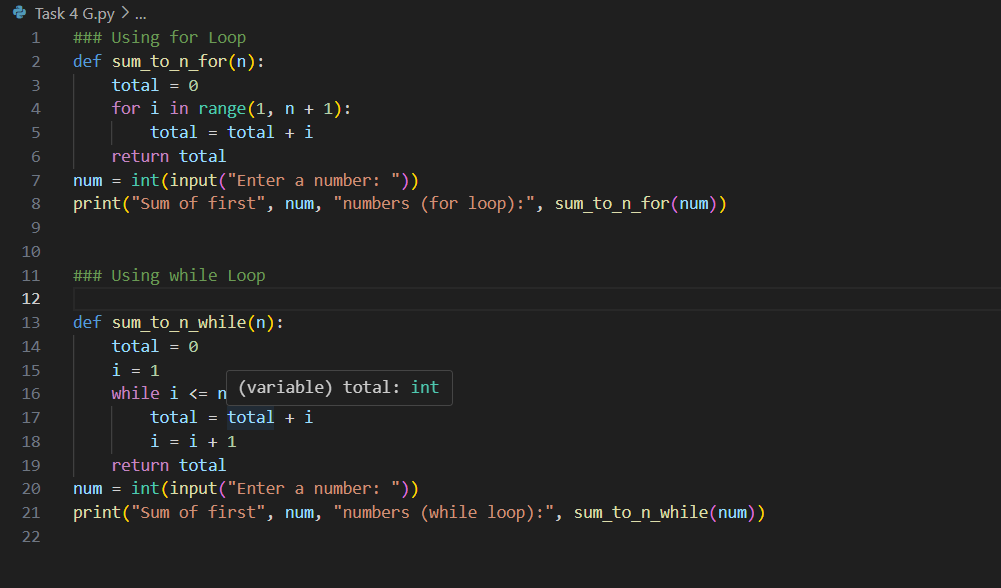 Task 4 G.py > ...
1 ### Using for Loop
2 def sum_to_n_for(n):
3     total = 0
4     for i in range(1, n + 1):
5         total = total + i
6     return total
7 num = int(input("Enter a number: "))
8 print("Sum of first", num, "numbers (for loop):", sum_to_n_for(num))
9
10
11 ### Using while Loop
12
13 def sum_to_n_while(n):
14     total = 0
15     i = 1
16     while i <= n
(variable) total: int
17         total = total + i
18         i = i + 1
19     return total
20 num = int(input("Enter a number: "))
21 print("Sum of first", num, "numbers (while loop):", sum_to_n_while(num))
22